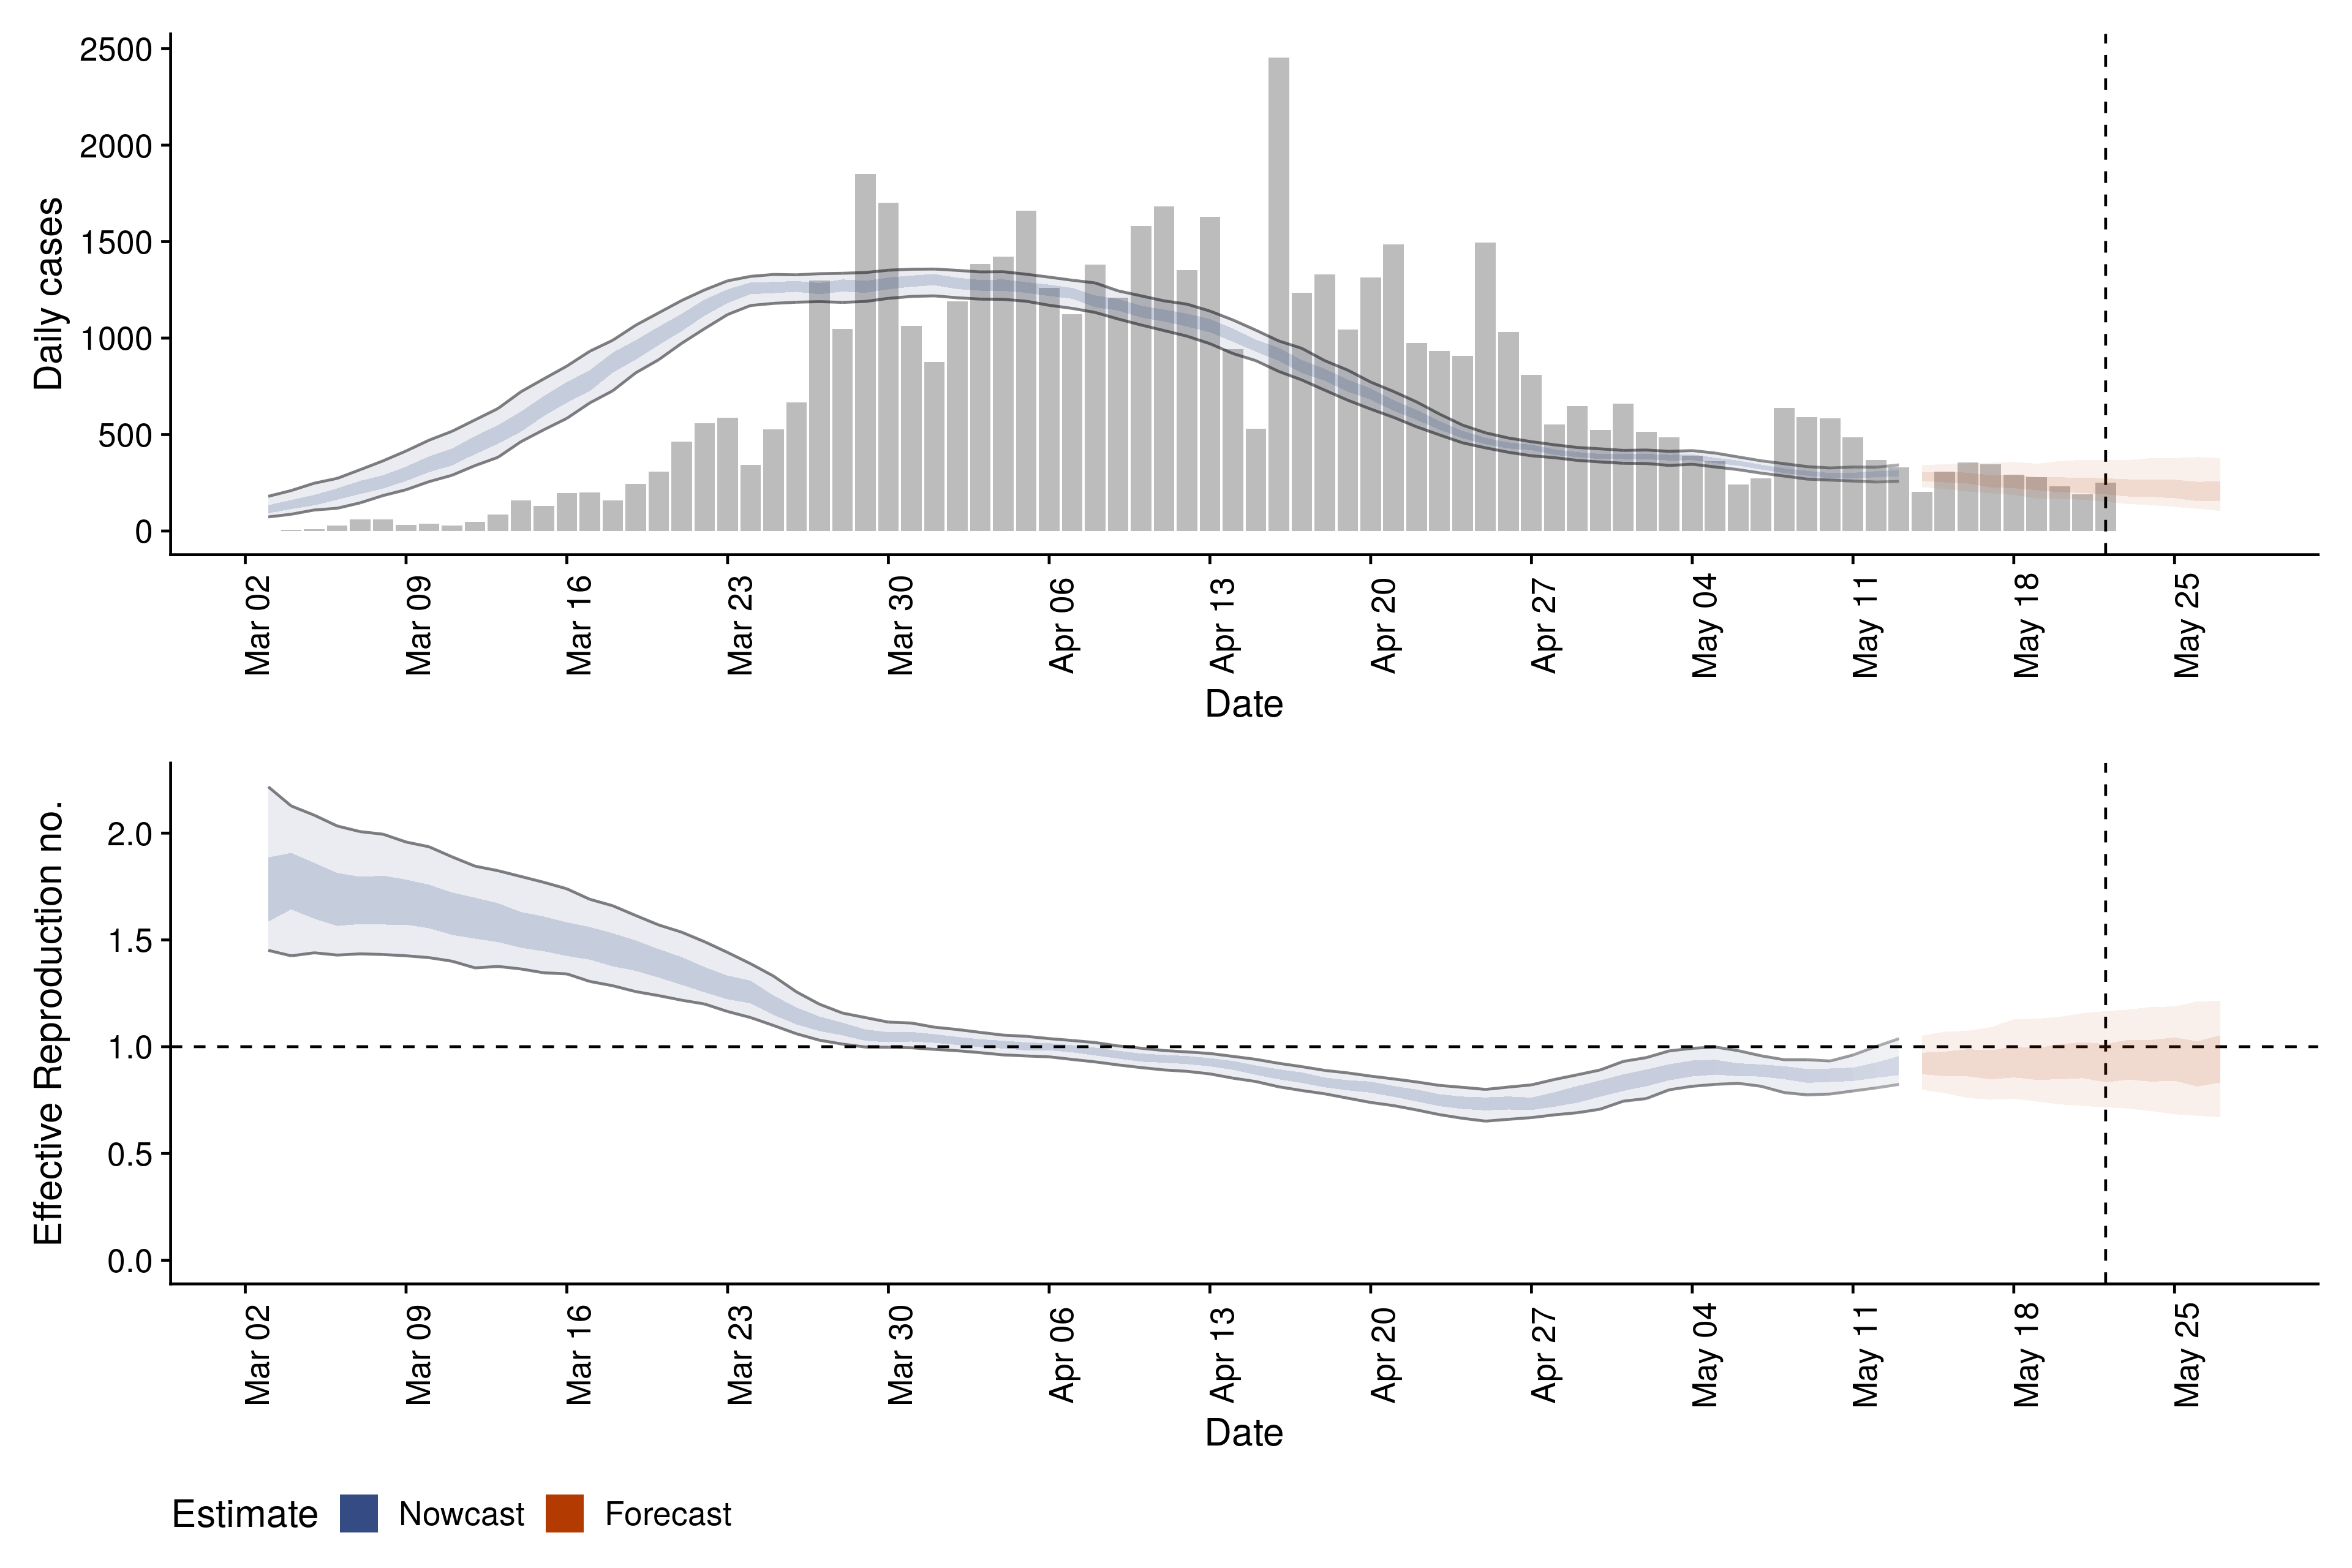 Daily cases
2500
2000
1500
1000
500
0
Mar 02
Mar 09
Mar 16
Mar 23
Mar 30
Apr 06
Apr 13
Apr 20
Apr 27
May 04
May 11
May 18
May 25
Date
Effective Reproduction no.
2.0
1.5
1.0
0.5
0.0
Mar 02
Mar 09
Mar 16
Mar 23
Mar 30
Apr 06
Apr 13
Apr 20
Apr 27
May 04
May 11
May 18
May 25
Date
Estimate Nowcast Forecast